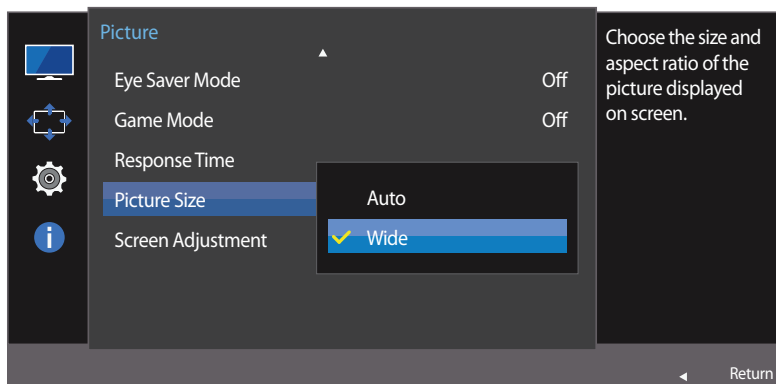 Picture
Eye Saver Mode Off
Game Mode Off
Response Time
Picture Size
Screen Adjustment
Auto
Wide
Choose the size and
aspect ratio of the
picture displayed
on screen.
i
Return